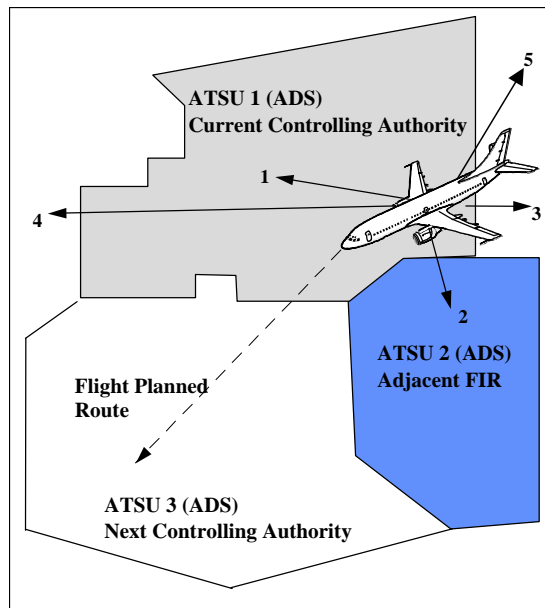 5
ATSU 1 (ADS)
Current Controlling Authority
1
4
3
2
ATSU 2 (ADS)
Adjacent FIR
Flight Planned
Route
ATSU 3 (ADS)
Next Controlling Authority